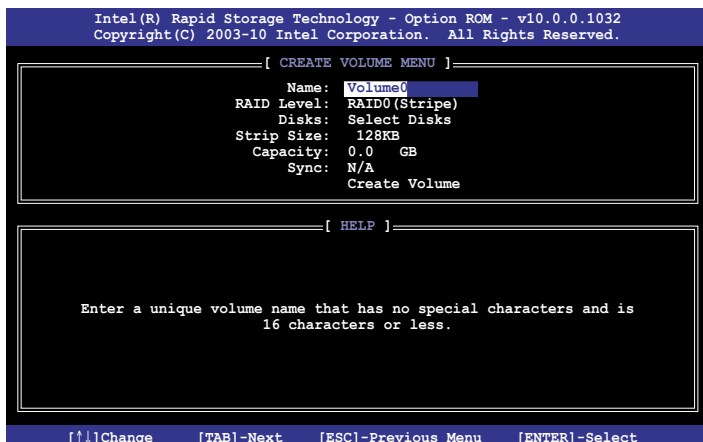 Intel(R) Rapid Storage Technology - Option ROM - v10.0.0.1032
Copyright(C) 2003-10 Intel Corporation. All Rights Reserved.
[ CREATE VOLUME MENU ]
Name: Volume0
RAID Level: RAID0(Stripe)
Disks: Select Disks
Strip Size: 128KB
Capacity: 0.0 GB
Sync: N/A
Create Volume
[ HELP ]
Enter a unique volume name that has no special characters and is
16 characters or less.
[↑↓]Change [TAB]-Next [ESC]-Previous Menu [ENTER]-Select